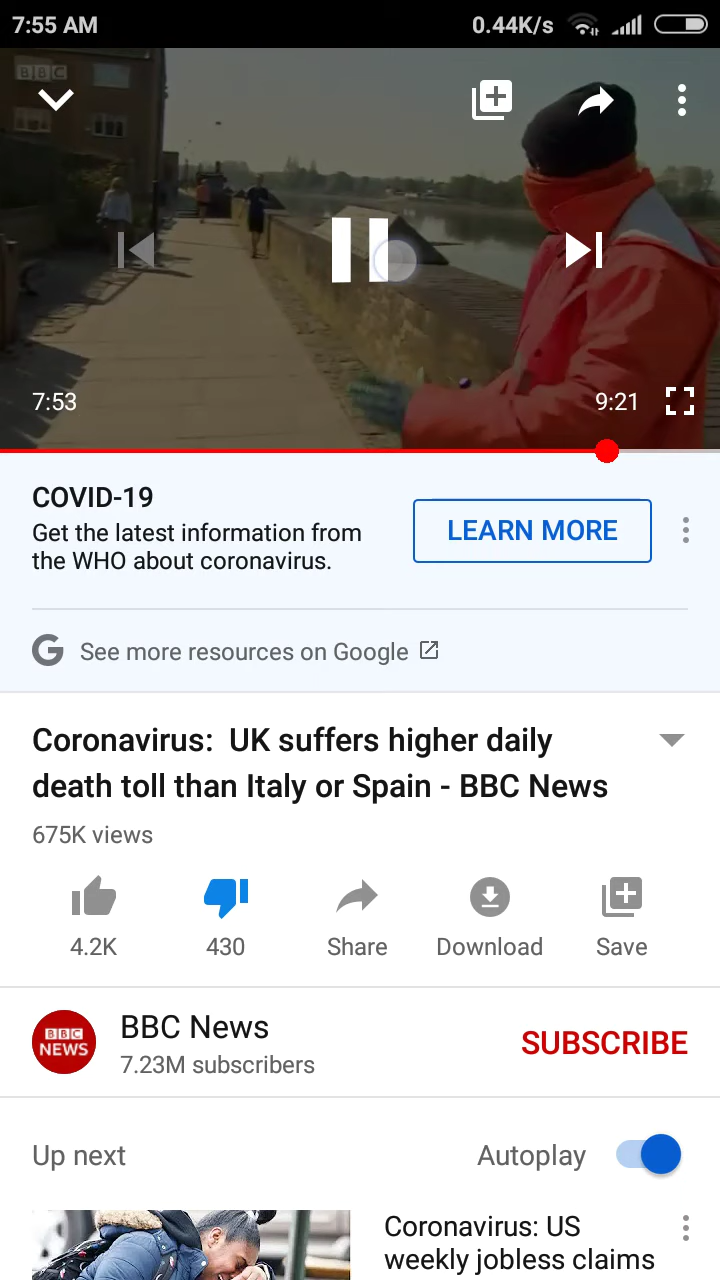 7:55 AM 0.44K/s
BBC
7:53 9:21
COVID-19
Get the latest information from
the WHO about coronavirus.
LEARN MORE
See more resources on Google
Coronavirus: UK suffers higher daily
death toll than Italy or Spain - BBC News
675K views
4.2K 430 Share Download Save
BBC
NEWS
BBC News
7.23M subscribers
SUBSCRIBE
Up next Autoplay
Coronavirus: US
weekly jobless claims